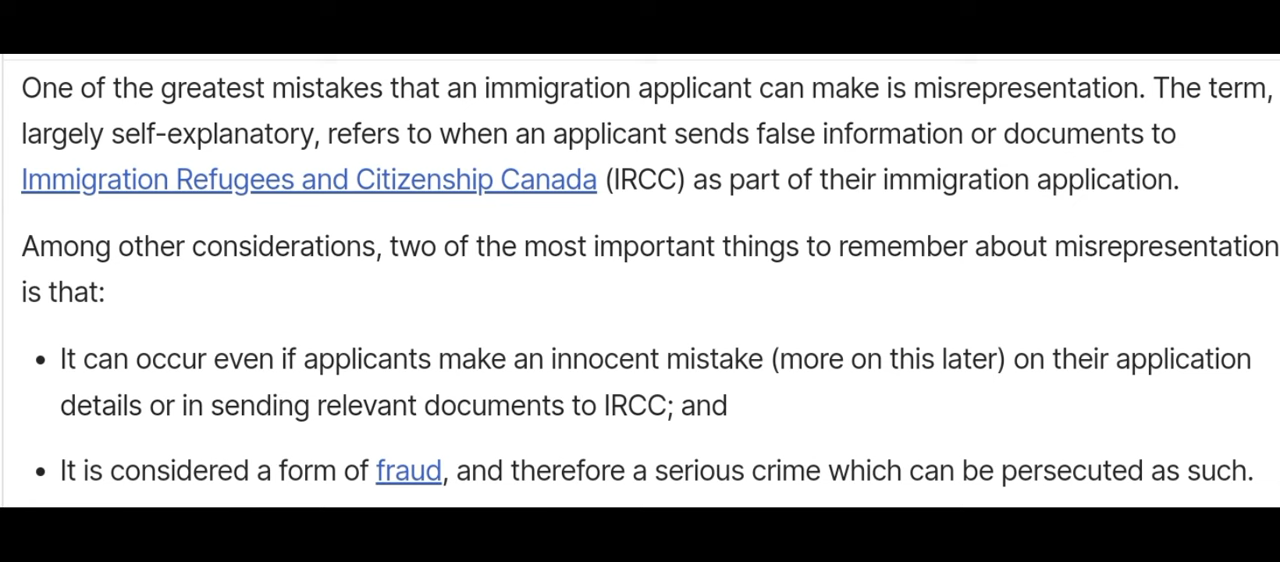 One of the greatest mistakes that an immigration applicant can make is misrepresentation. The term,
largely self-explanatory, refers to when an applicant sends false information or documents to
Immigration Refugees and Citizenship Canada (IRCC) as part of their immigration application.
Among other considerations, two of the most important things to remember about misrepresentation
is that:
• It can occur even if applicants make an innocent mistake (more on this later) on their application
details or in sending relevant documents to IRCC; and
• It is considered a form of fraud, and therefore a serious crime which can be persecuted as such.